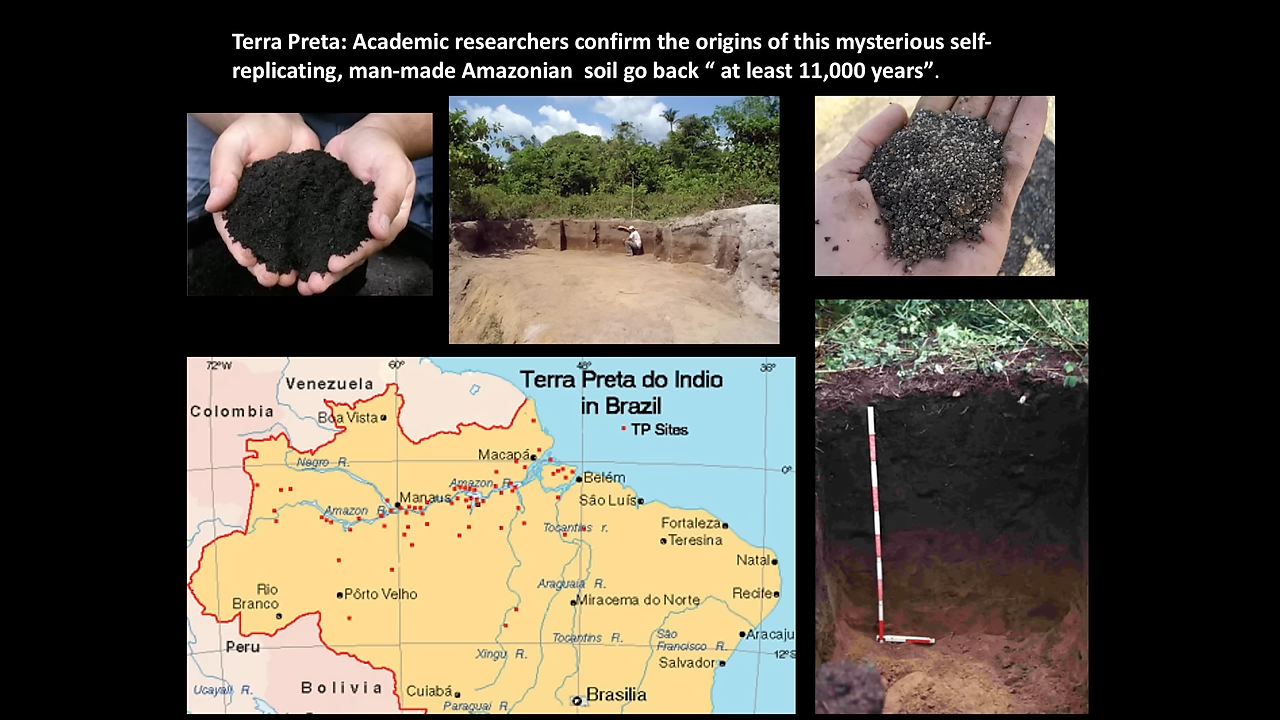 Terra Preta: Academic researchers confirm the origins of this mysterious self-
replicating, man-made Amazonian  soil go back “ at least 11,000 years”.
72°W
60°
48°
36°
Terra Preta do Indio
in Brazil
TP Sites
Venezuela
Colombia
Boa Vista
Negro R.
Macapá
0°
Amazon R.
Belém
Manaus
São Luís
Amazon R.
Fortaleza
Tocantins r.
Teresina
Natal
Araguaia R.
Rio
Branco
Pôrto Velho
Recife
Miracema do Norte
Aracaju
Tocantins R.
São
Francisco R.
Peru
Xingu R.
12°S
Salvador
Ucayali R.
Bolivia
Cuiabá
Brasilia
Paraguai R.